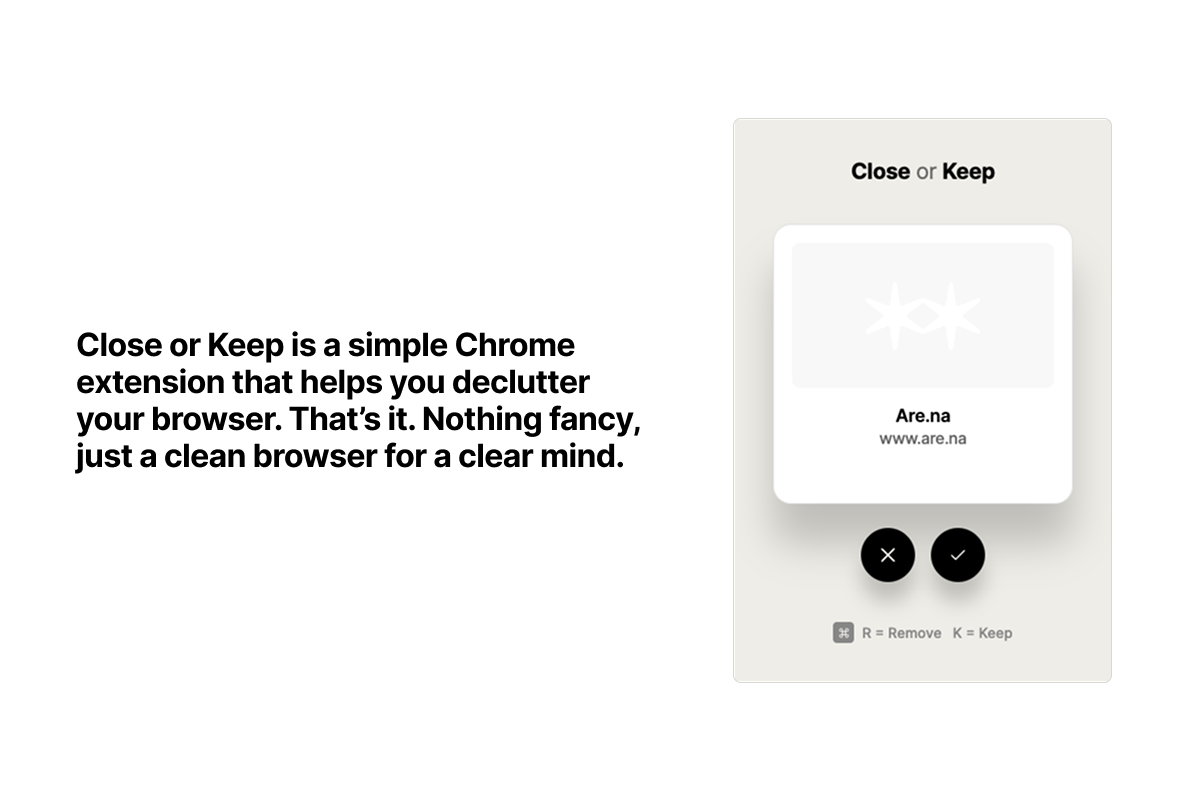 Close or Keep is a simple Chrome
extension that helps you declutter
your browser. That’s it. Nothing fancy,
just a clean browser for a clear mind.
Close or Keep
Are.na
www.are.na
⌘ R = Remove K = Keep